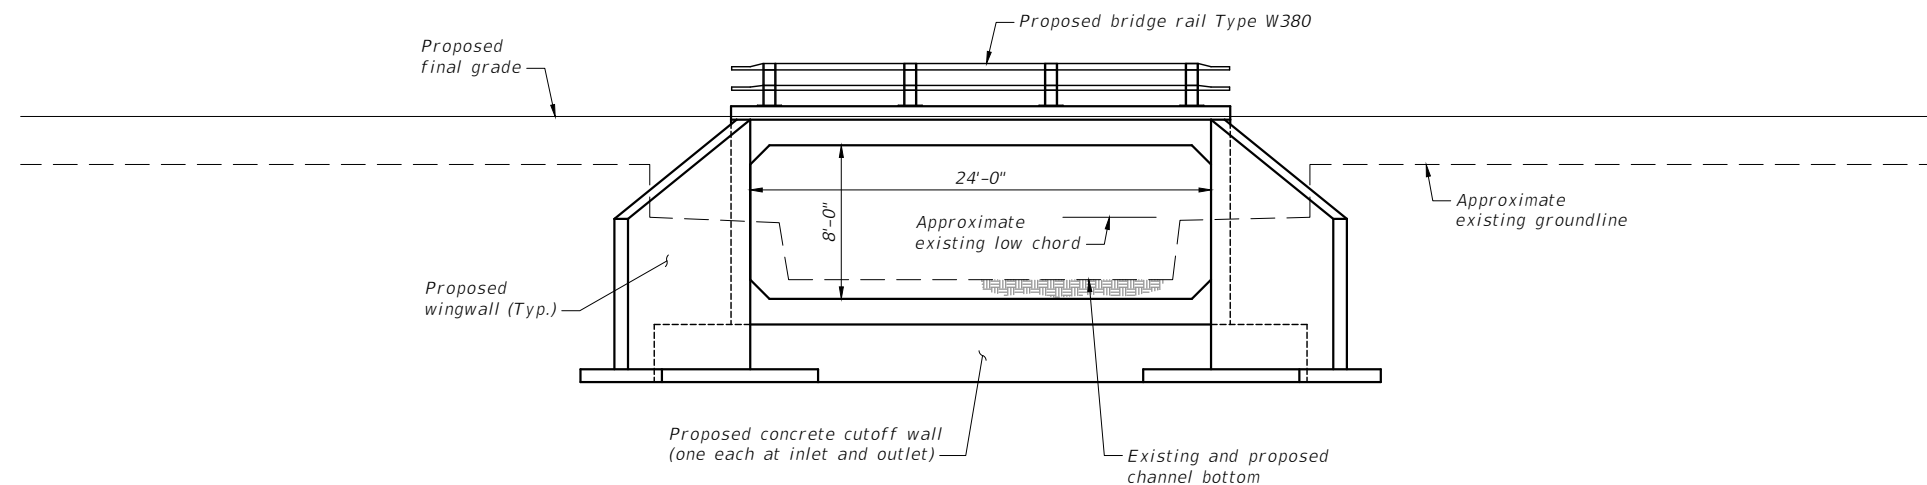 Proposed bridge rail Type W380
Proposed
final grade
24'-0"
8'-0"
Approximate
existing low chord
Approximate
existing groundline
Proposed
wingwall (Typ.)
Proposed concrete cutoff wall
(one each at inlet and outlet)
Existing and proposed
channel bottom